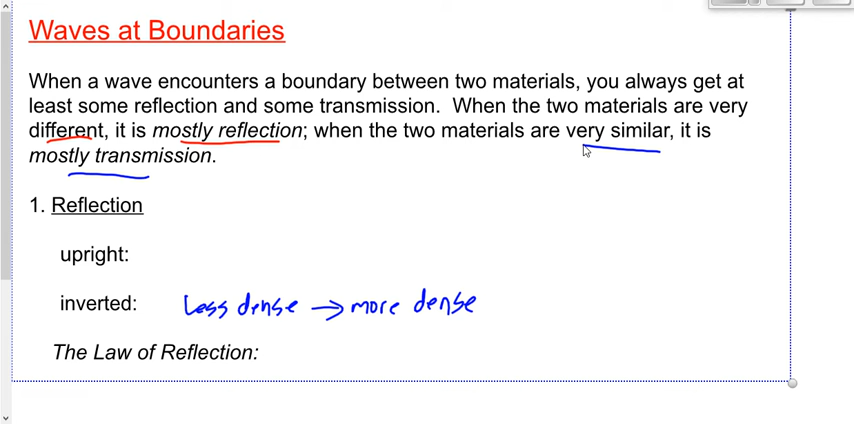 Waves at Boundaries
When a wave encounters a boundary between two materials, you always get at
least some reflection and some transmission. When the two materials are very
different, it is mostly reflection; when the two materials are very similar, it is
mostly transmission.
1. Reflection
upright:
inverted: less dense → more dense
The Law of Reflection: